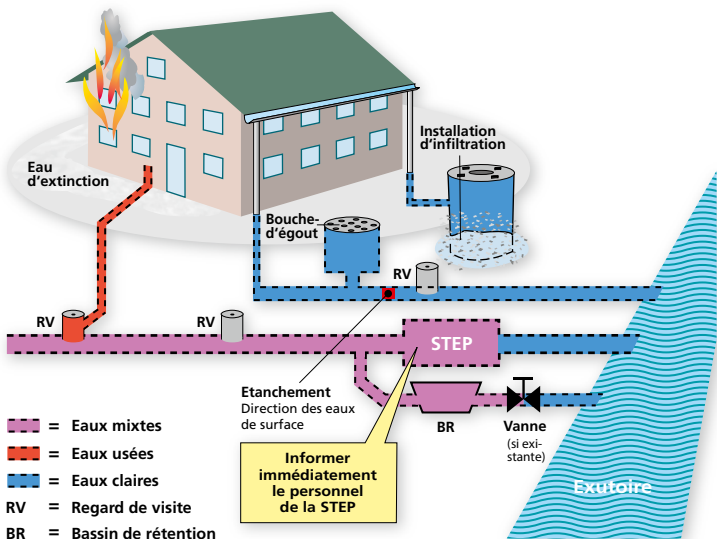 Installation
d'infiltration
Eau
d'extinction
Bouche-
d'égout
RV
RV
RV
STEP
Etanchement
Direction des eaux
de surface
BR
Vanne
(si exi-
stante)
Informer
immédiatement
le personnel
de la STEP
Exutoire
= Eaux mixtes
= Eaux usées
= Eaux claires
RV = Regard de visite
BR = Bassin de rétention